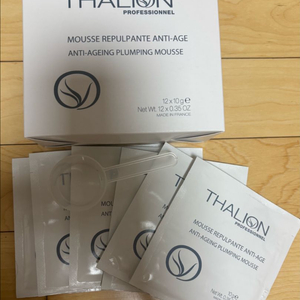 THALION
PROFESSIONNEL
MOUSSE REPULPANTE ANTI-AGE
ANTI-AGEING PLUMPING MOUSSE
12 x 10 g e
Net Wt. 12 x 0.35 OZ
MADE IN FRANCE
THALION
PROFESSIONNEL
MOUSSE REPULPANTE ANTI-AGE
ANTI-AGEING PLUMPING MOUSSE
10 g